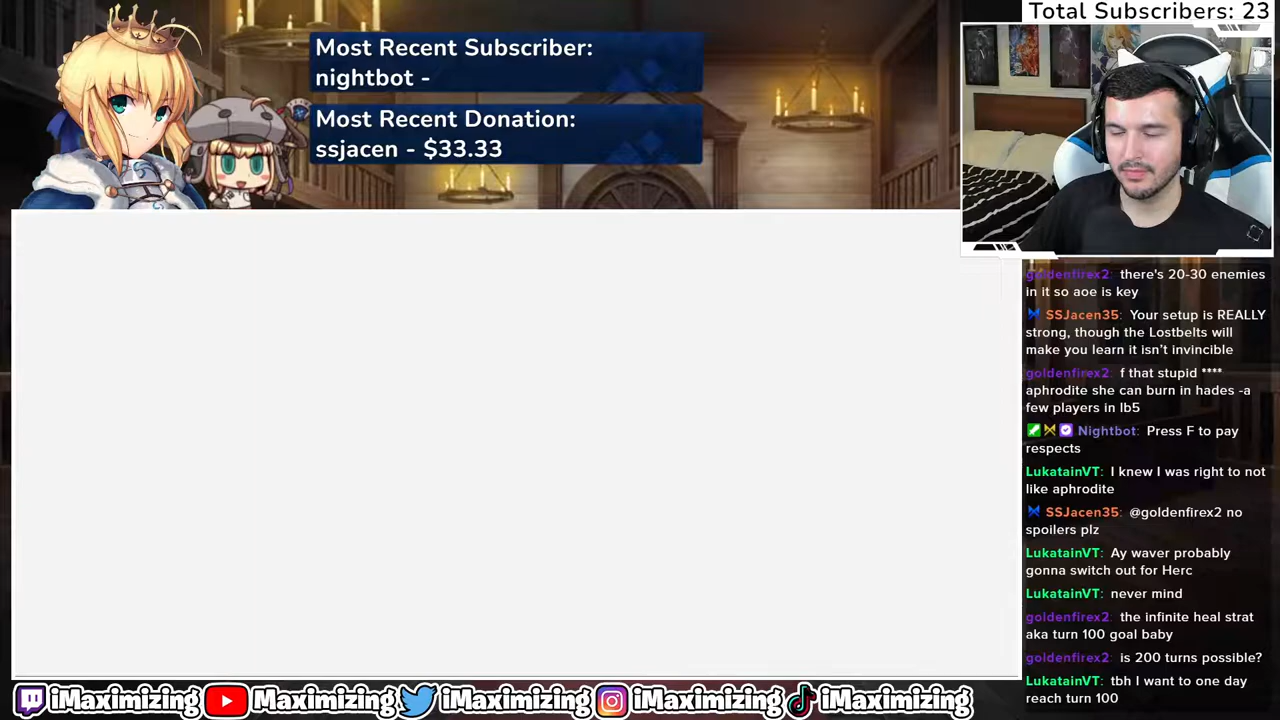 Total Subscribers: 23
Most Recent Subscriber:
nightbot -
Most Recent Donation:
ssjacen - $33.33
goldenfirex2: there's 20-30 enemies
in it so aoe is key
SSJacen35: Your setup is REALLY
strong, though the Lostbelts will
make you learn it isn't invincible
goldenfirex2: f that stupid ****
aphrodite she can burn in hades -a
few players in lb5
Nightbot: Press F to pay
respects
LukatainVT: I knew I was right to not
like aphrodite
SSJacen35: @goldenfirex2 no
spoilers plz
LukatainVT: Ay waver probably
gonna switch out for Herc
LukatainVT: never mind
goldenfirex2: the infinite heal strat
aka turn 100 goal baby
goldenfirex2: is 200 turns possible?
LukatainVT: tbh I want to one day
reach turn 100
iMaximizing Maximizing iMaximizing iMaximizing iMaximizing